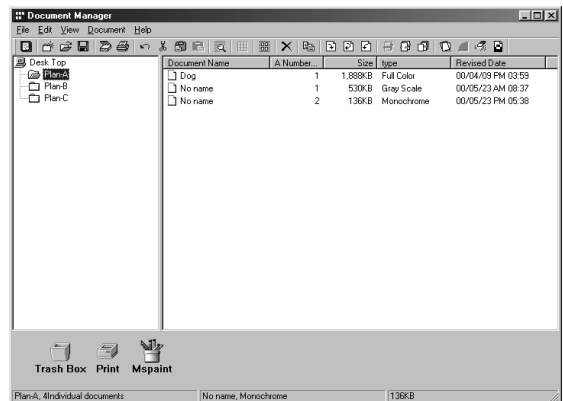 Document Manager
File Edit View Document Help
Desk Top
Plan-A
Plan-B
Plan-C
Document Name A Number... Size type Revised Date
Dog 1 1,888KB Full Color 00/04/09 PM 03:59
No name 1 530KB Gray Scale 00/05/23 AM 08:37
No name 2 136KB Monochrome 00/05/23 PM 05:38
Trash Box Print Mspaint
Plan-A, 4Individual documents No name, Monochrome 136KB